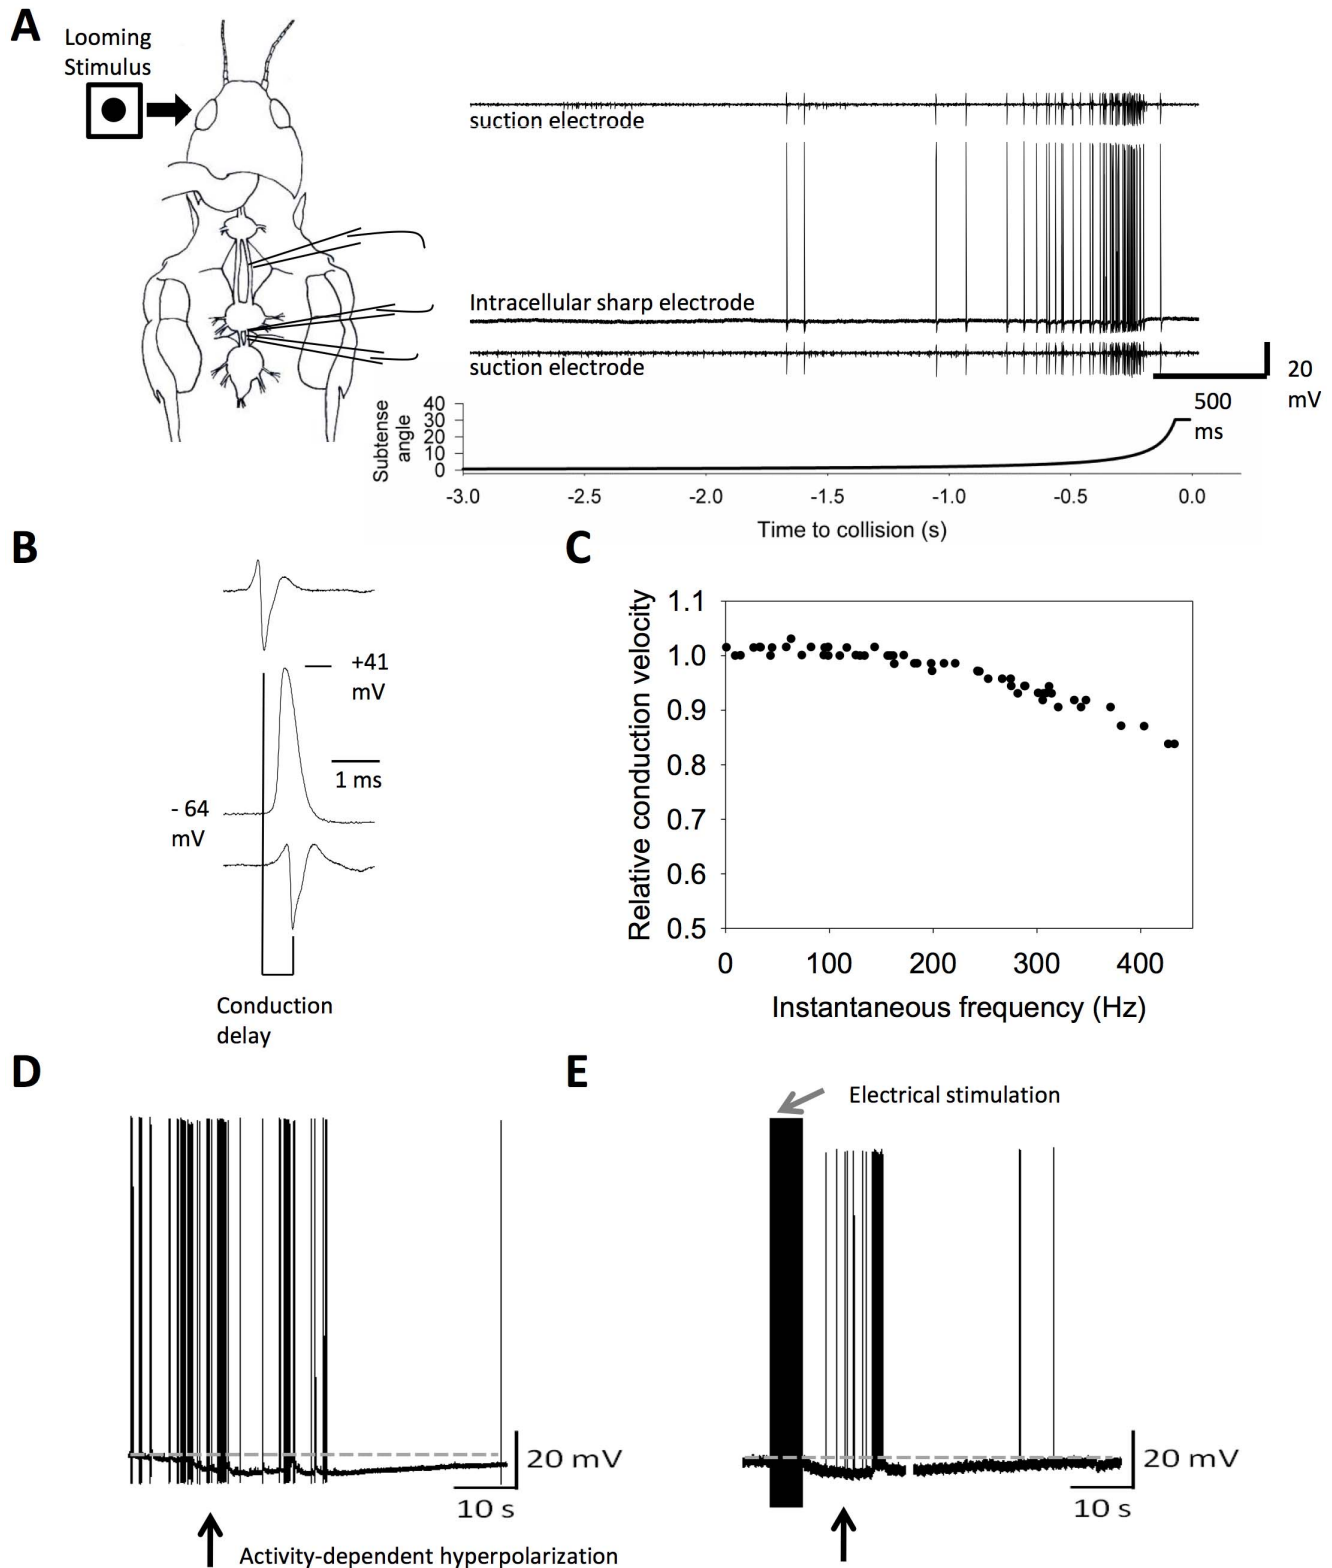 A
Looming
Stimulus
suction electrode
Intracellular sharp electrode
suction electrode
20
mV
500
ms
Subtense
angle
40
30
20
10
0
-3.0 -2.5 -2.0 -1.5 -1.0 -0.5 0.0
Time to collision (s)
B
+41
mV
1 ms
- 64
mV
Conduction
delay
C
Relative conduction velocity
1.1
1.0
0.9
0.8
0.7
0.6
0.5
0 100 200 300 400
Instantaneous frequency (Hz)
D
20 mV
10 s
Activity-dependent hyperpolarization
E
Electrical stimulation
20 mV
10 s